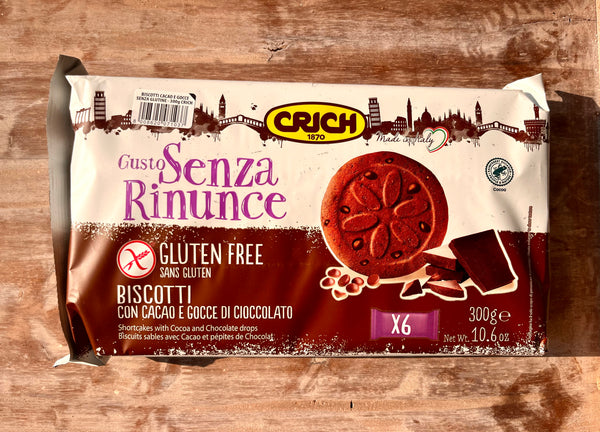 BISCOTTI CACAO E GOCCE
SENZA GLUTINE - 300g CRICH
CRICH
1870
Made in Italy
Gusto Senza
Rinunce
Cocoa
GLUTEN FREE
SANS GLUTEN
BISCOTTI
CON CACAO E GOCCE DI CIOCCOLATO
Shortcakes with Cocoa and Chocolate drops
Biscuits sables avec Cacao et pépites de Chocolat
X6
300g e
Net Wt. 10.6 oz